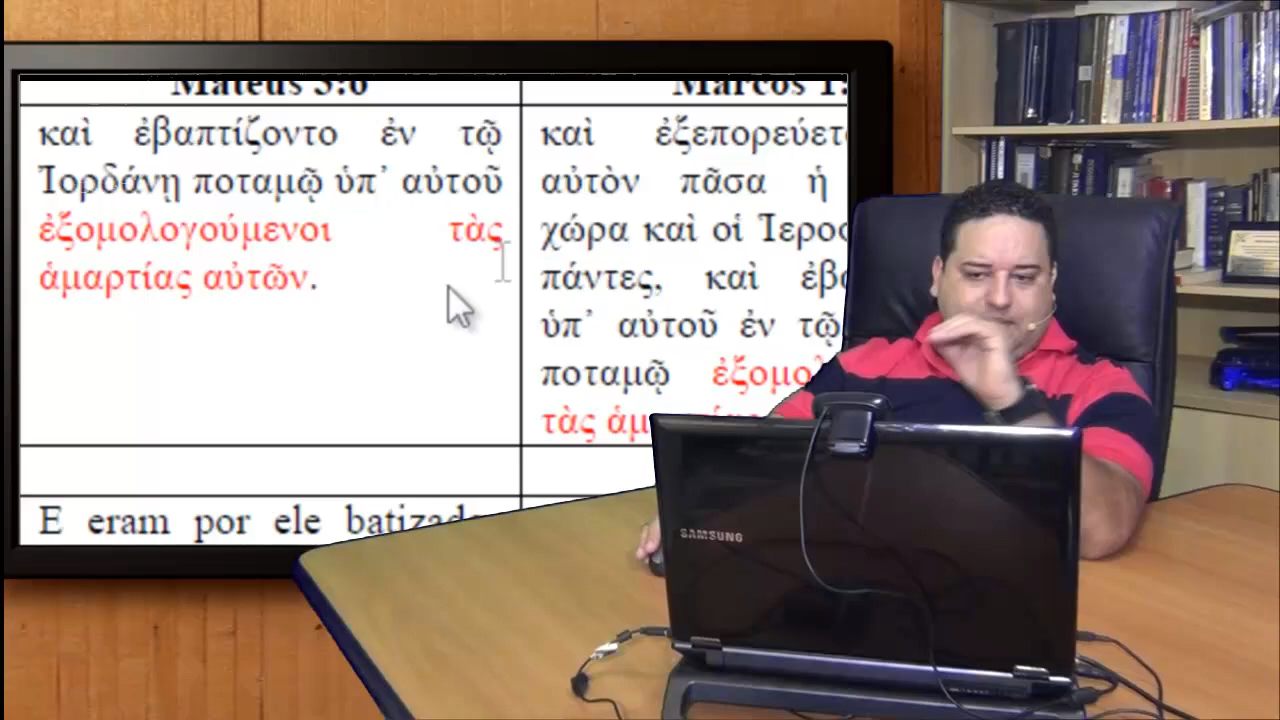 Mateus 3:6
καὶ ἐβαπτίζοντο ἐν τῷ
Ἰορδάνῃ ποταμῷ ὑπ’ αὐτοῦ
ἐξομολογούμενοι τὰς
ἁμαρτίας αὐτῶν.
E eram por ele
Marcos 1:
καὶ
αὐτὸν πᾶσα ἡ
χώρα καὶ οἱ
πάντες, καὶ
ὑπ’ αὐτοῦ ἐν τῷ
ποταμῷ
τὰς
SAMSUNG